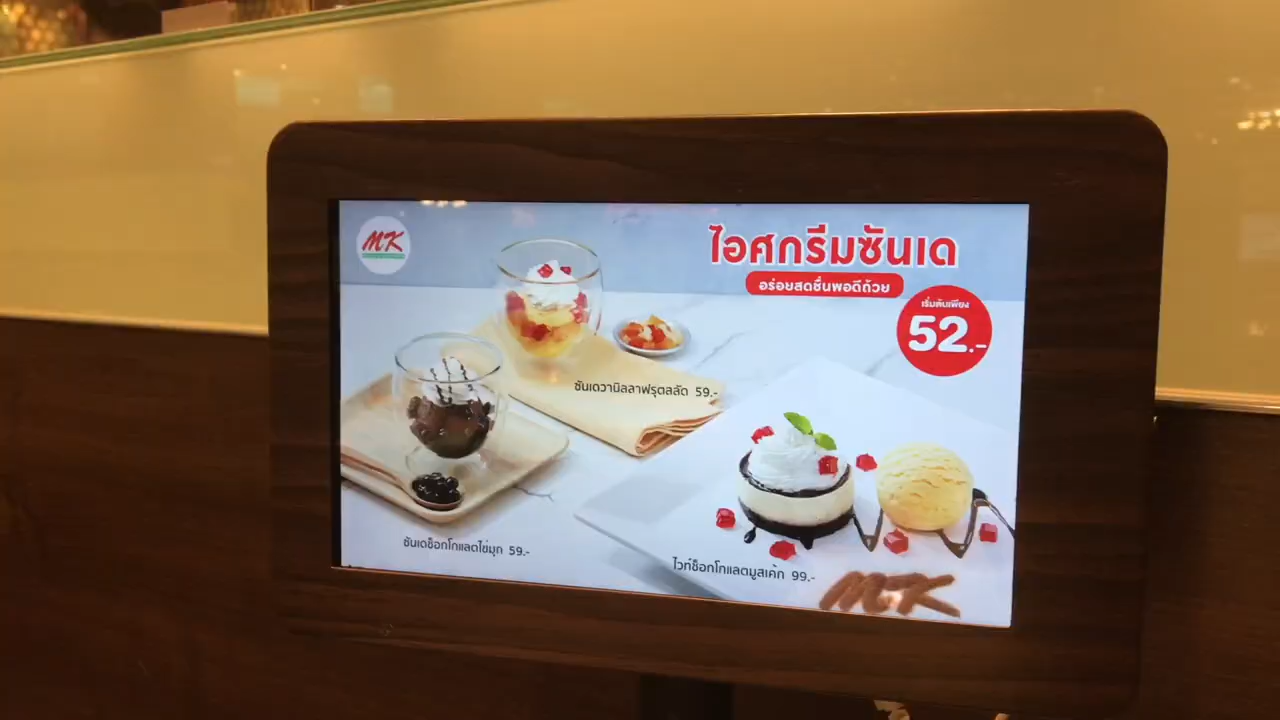 MK
ไอศกรีมซันเด
อร่อยสดชื่นพอดีถ้วย
เริ่มต้นเพียง
52.-
ซันเดวานิลลาฟรุตสลัด 59.-
ซันเดช็อกโกแลตไข่มุก 59.-
ไวท์ช็อกโกแลตมูสเค้ก 99.-
MK